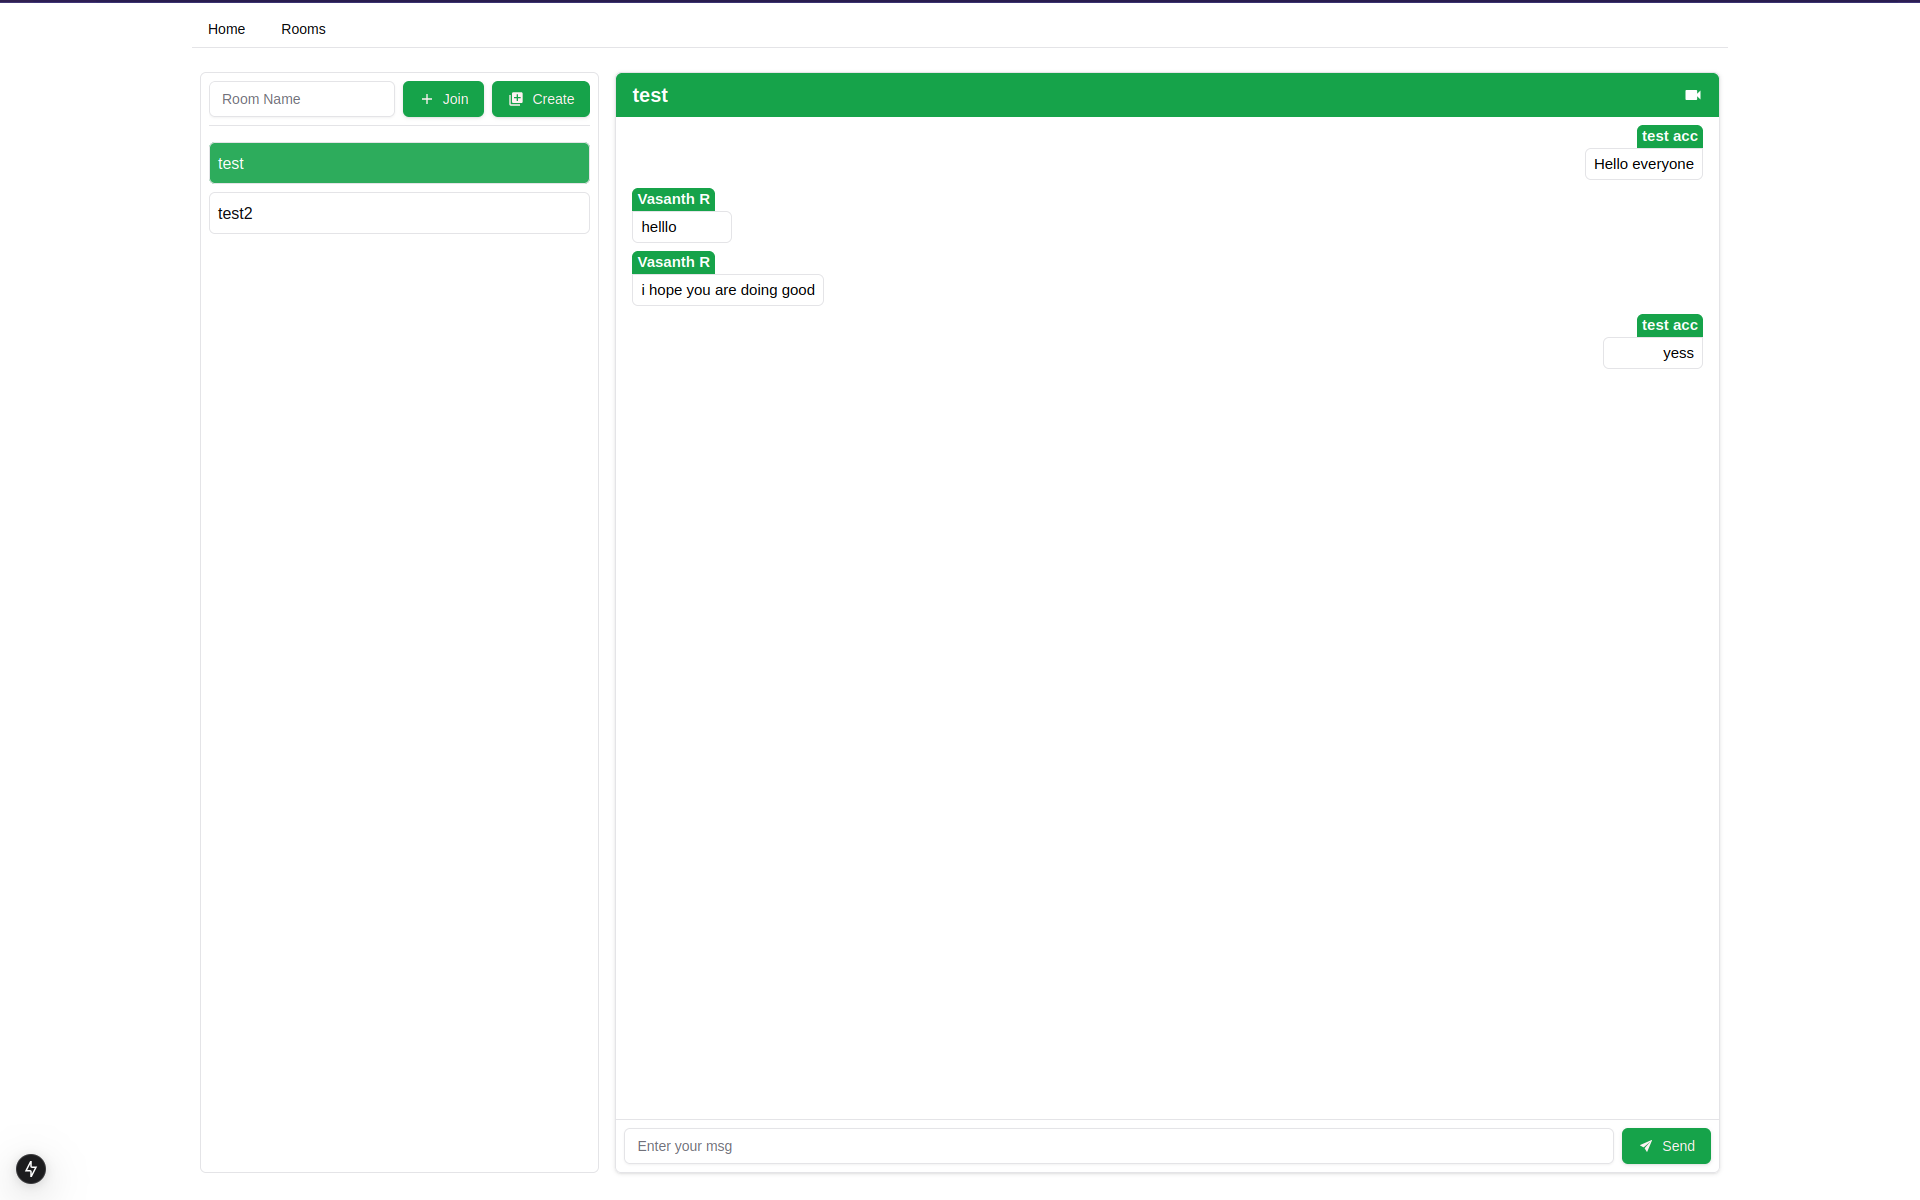 Home Rooms
Room Name Join Create
test
test2
test
test acc
Hello everyone
Vasanth R
helllo
Vasanth R
i hope you are doing good
test acc
yess
Enter your msg Send